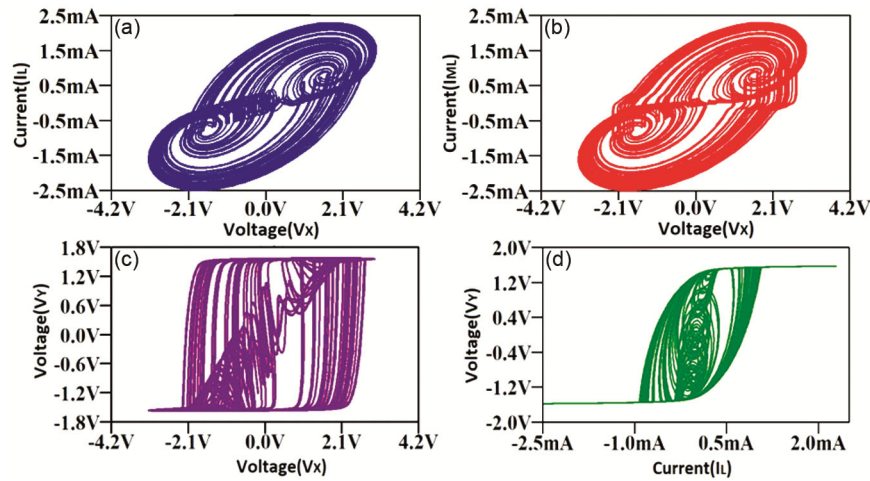 2.5mA (a)
1.5mA
0.5mA
-0.5mA
-1.5mA
-2.5mA
-4.2V -2.1V 0.0V 2.1V 4.2V
Voltage(VX)
Current(IL)
2.5mA (b)
1.5mA
0.5mA
-0.5mA
-1.5mA
-2.5mA
-4.2V -2.1V 0.0V 2.1V 4.2V
Voltage(VX)
Current(IML)
1.8V (c)
1.2V
0.6V
0.0V
-0.6V
-1.2V
-1.8V
-4.2V -2.1V 0.0V 2.1V 4.2V
Voltage(VX)
Voltage(VY)
2.0V (d)
1.2V
0.4V
-0.4V
-1.2V
-2.0V
-2.5mA -1.0mA 0.5mA 2.0mA
Current(IL)
Voltage(VY)